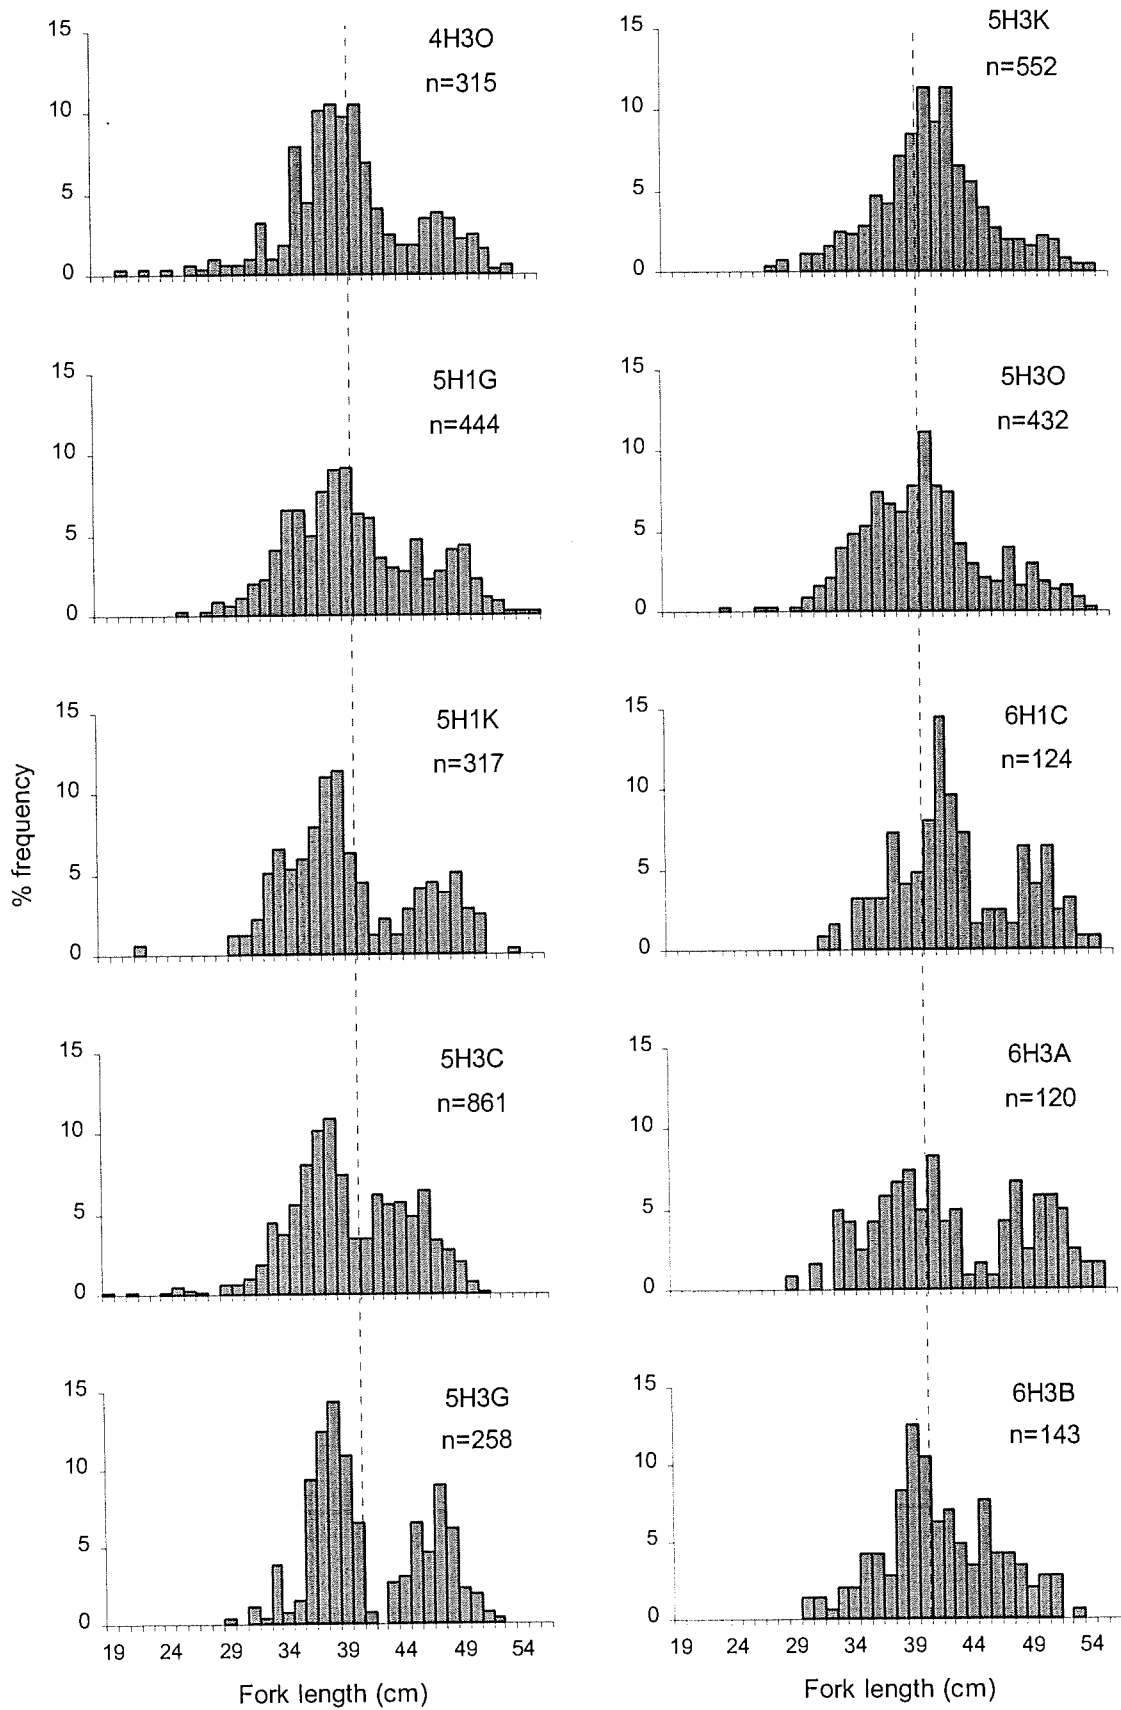 15
10
5
0
4H3O
n=315
15
10
5
0
5H3K
n=552
15
10
5
0
5H1G
n=444
15
10
5
0
5H3O
n=432
% frequency
15
10
5
0
5H1K
n=317
15
10
5
0
6H1C
n=124
15
10
5
0
5H3C
n=861
15
10
5
0
6H3A
n=120
15
10
5
0
5H3G
n=258
19 24 29 34 39 44 49 54
Fork length (cm)
15
10
5
0
6H3B
n=143
19 24 29 34 39 44 49 54
Fork length (cm)